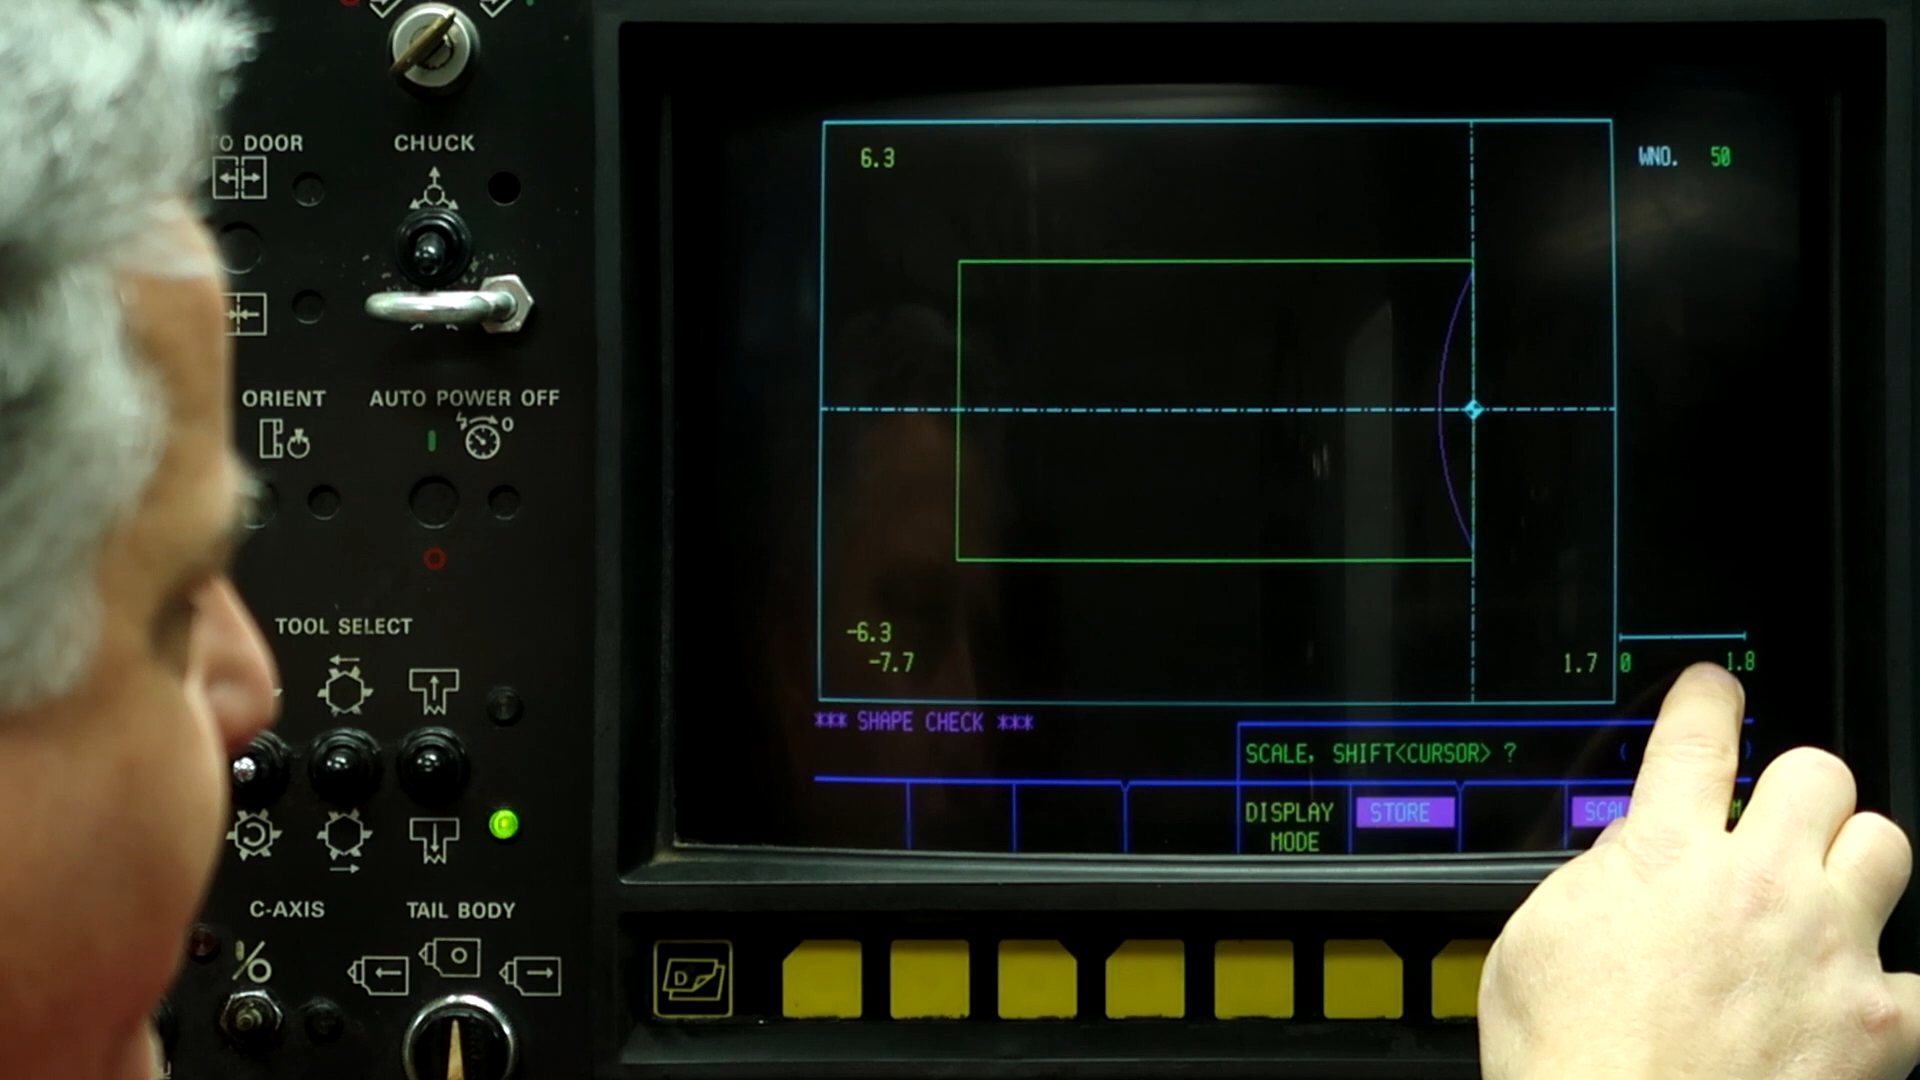 TO DOOR
CHUCK
ORIENT
AUTO POWER OFF
TOOL SELECT
C-AXIS
TAIL BODY
6.3
WNO. 50
-6.3
-7.7
1.7
0
1.8
*** SHAPE CHECK ***
SCALE, SHIFT<CURSOR> ?
( )
DISPLAY
MODE
STORE
D